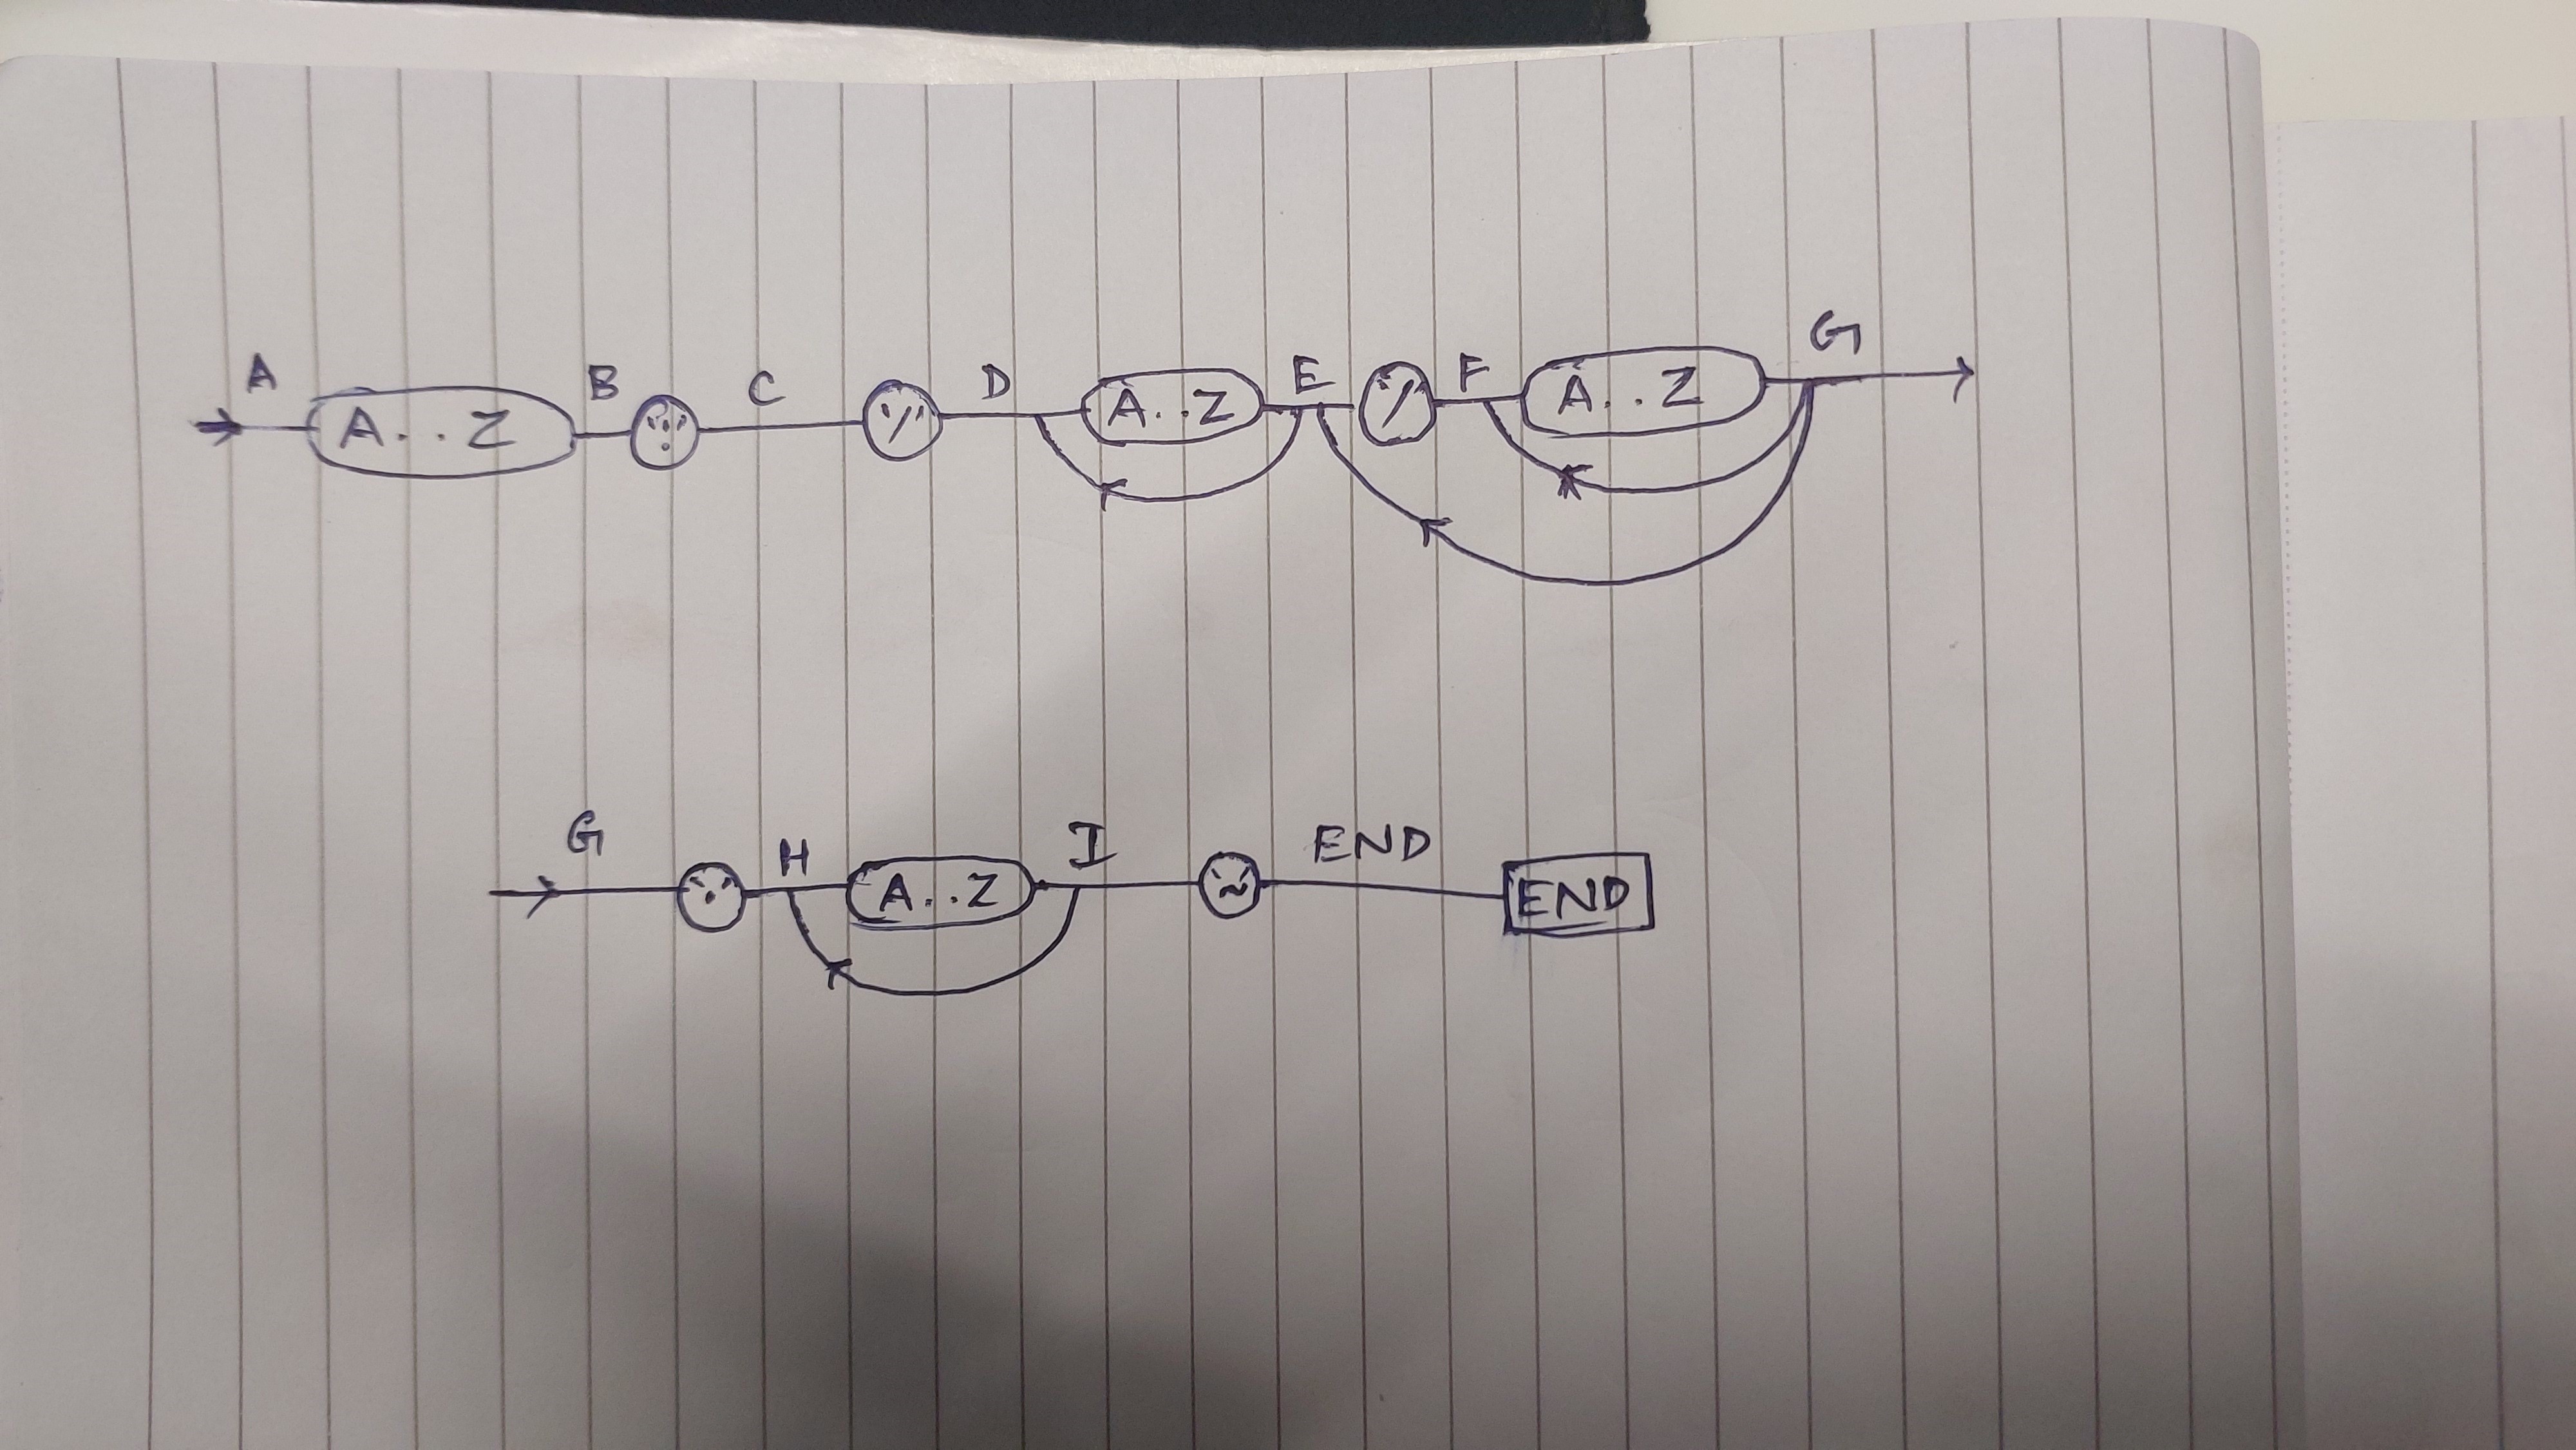 A B C D E F G
A..Z ':' '/' A..Z '/' A..Z
G H I END
'.' A..Z '~' END